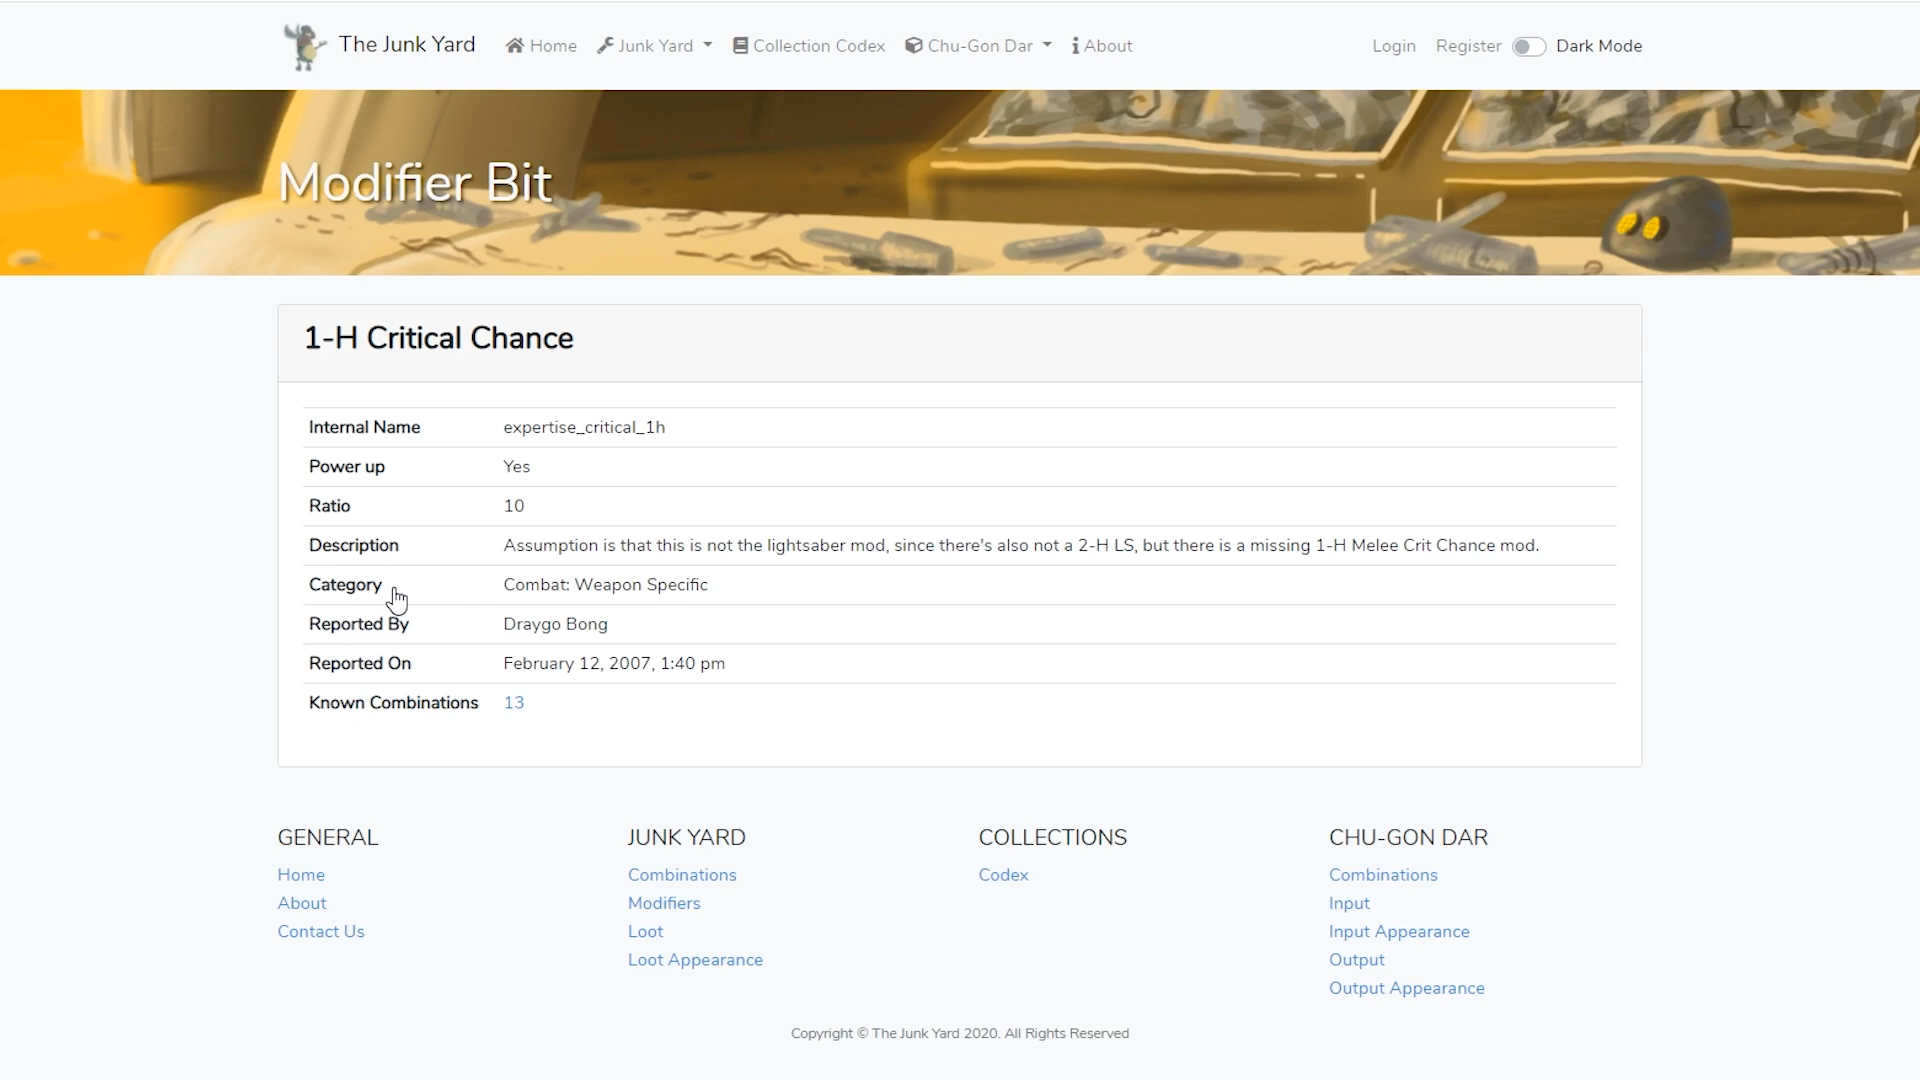 The Junk Yard Home Junk Yard Collection Codex Chu-Gon Dar About Login Register Dark Mode
Modifier Bit
1-H Critical Chance
Internal Name expertise_critical_1h
Power up Yes
Ratio 10
Description Assumption is that this is not the lightsaber mod, since there's also not a 2-H LS, but there is a missing 1-H Melee Crit Chance mod.
Category Combat: Weapon Specific
Reported By Draygo Bong
Reported On February 12, 2007, 1:40 pm
Known Combinations 13
GENERAL
Home
About
Contact Us
JUNK YARD
Combinations
Modifiers
Loot
Loot Appearance
COLLECTIONS
Codex
CHU-GON DAR
Combinations
Input
Input Appearance
Output
Output Appearance
Copyright © The Junk Yard 2020. All Rights Reserved